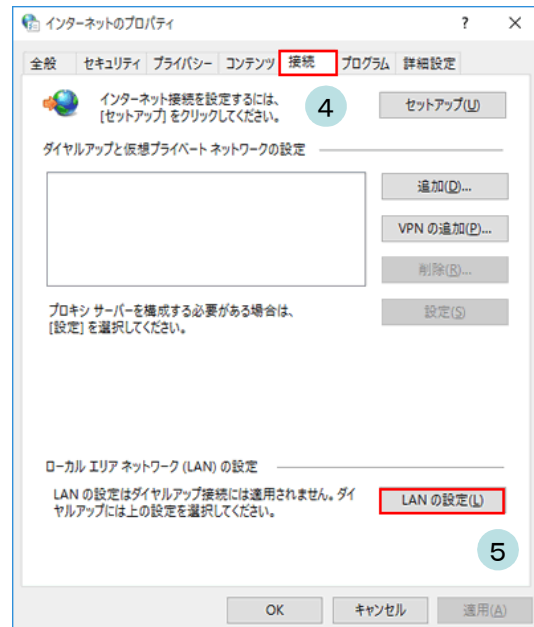 インターネットのプロパティ ? ×
全般 セキュリティ プライバシー コンテンツ 接続 プログラム 詳細設定
インターネット接続を設定するには、
[セットアップ] をクリックしてください。
4
セットアップ(U)
ダイヤルアップと仮想プライベート ネットワークの設定
追加(D)...
VPN の追加(P)...
削除(R)...
プロキシ サーバーを構成する必要がある場合は、
[設定] を選択してください。
設定(S)
ローカル エリア ネットワーク (LAN) の設定
LAN の設定はダイヤルアップ接続には適用されません。ダイ
ヤルアップには上の設定を選択してください。
LAN の設定(L)
5
OK キャンセル 適用(A)